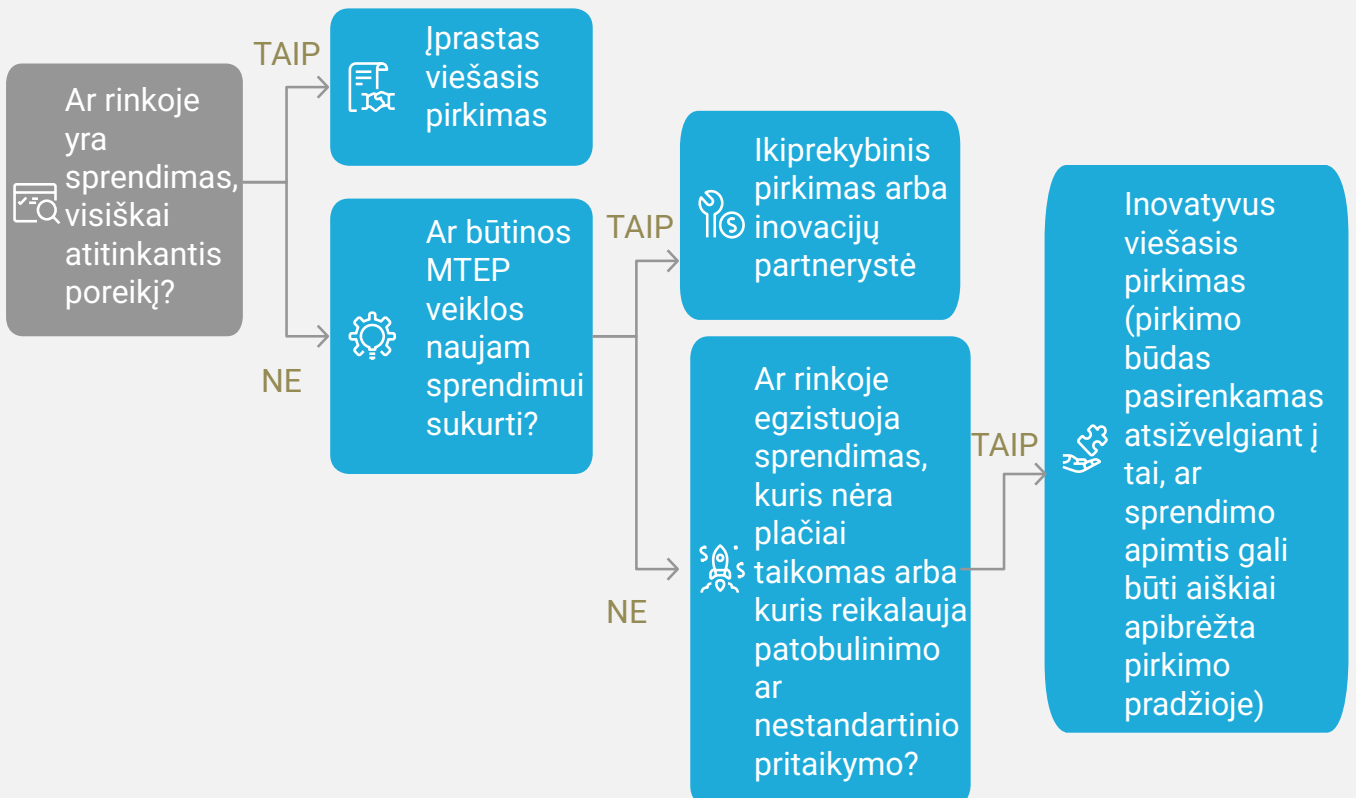 Ar rinkoje
yra
sprendimas,
visiškai
atitinkantis
poreikį?
TAIP
Įprastas
viešasis
pirkimas
NE
Ar būtinos
MTEP
veiklos
naujam
sprendimui
sukurti?
TAIP
Ikiprekybinis
pirkimas arba
inovacijų
partnerystė
NE
Ar rinkoje
egzistuoja
sprendimas,
kuris nėra
plačiai
taikomas arba
kuris reikalauja
patobulinimo
ar
nestandartinio
pritaikymo?
TAIP
Inovatyvus
viešasis
pirkimas
(pirkimo
būdas
pasirenkamas
atsižvelgiant į
tai, ar
sprendimo
apimtis gali
būti aiškiai
apibrėžta
pirkimo
pradžioje)